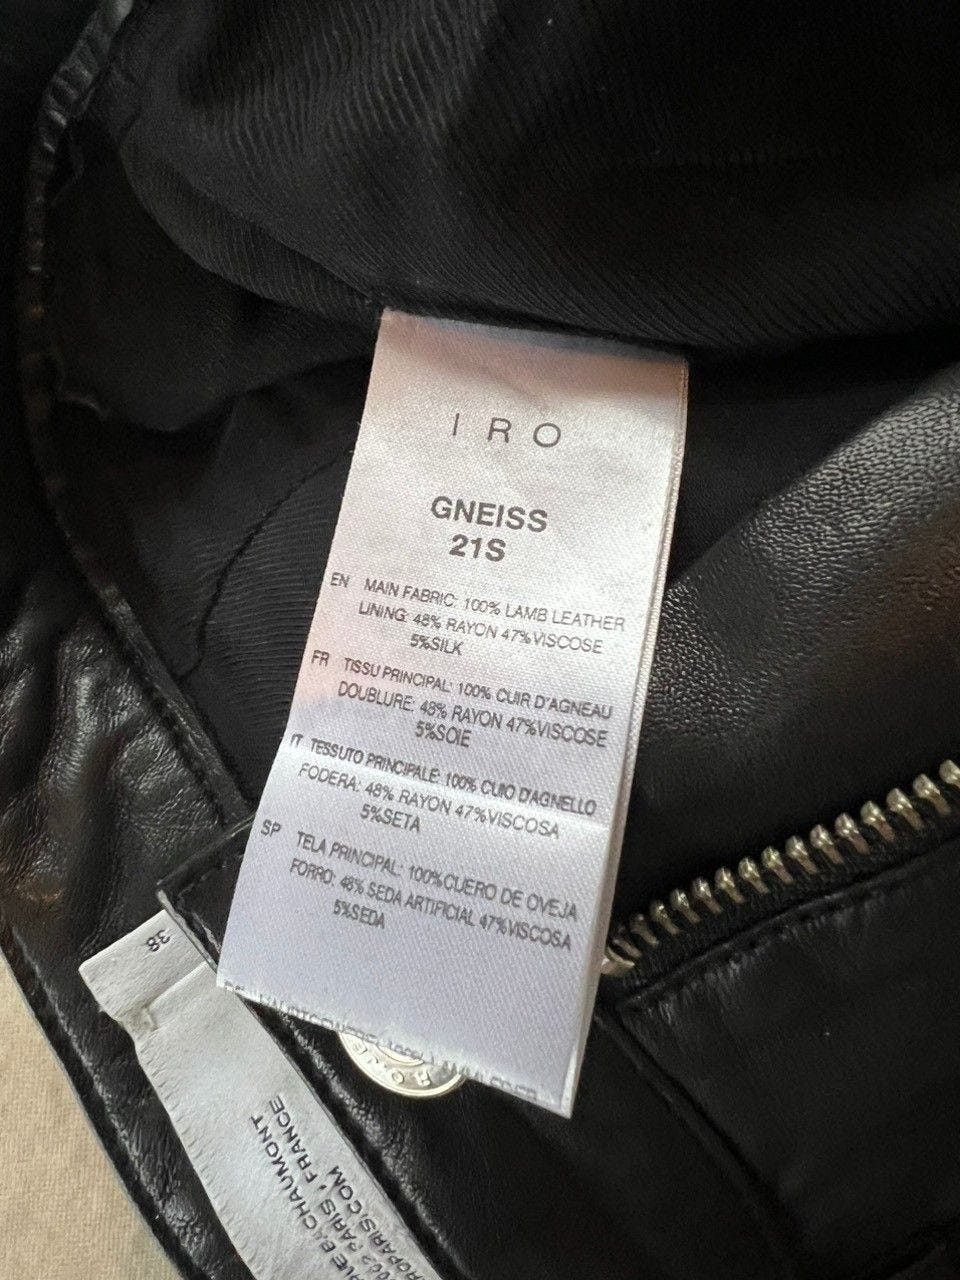 I R O
GNEISS
21S
EN MAIN FABRIC: 100% LAMB LEATHER
LINING: 48% RAYON 47%VISCOSE
5%SILK
FR TISSU PRINCIPAL: 100% CUIR D'AGNEAU
DOUBLURE: 48% RAYON 47%VISCOSE
5%SOIE
IT TESSUTO PRINCIPALE: 100% CUIO D'AGNELLO
FODERA: 48% RAYON 47%VISCOSA
5%SETA
SP TELA PRINCIPAL: 100%CUERO DE OVEJA
FORRO: 48% SEDA ARTIFICIAL 47%VISCOSA
5%SEDA
38
CHAUMONT
PARIS, FRANCE